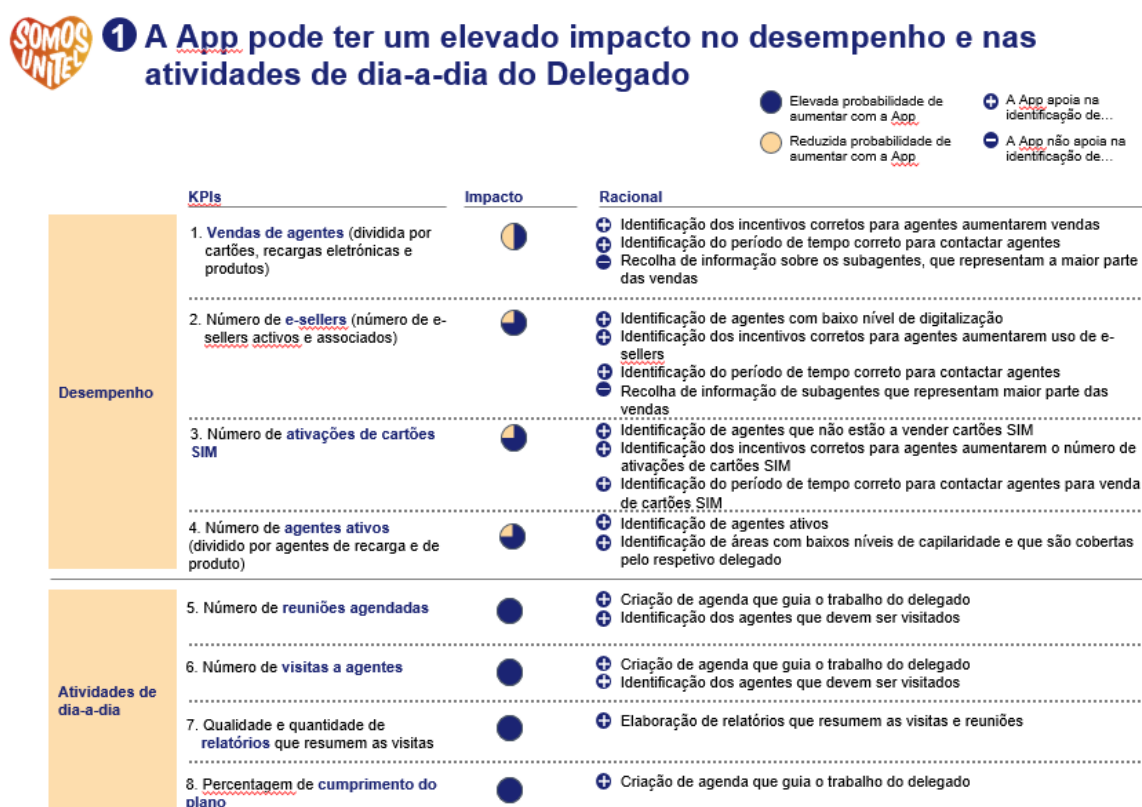 SOMOS
UNITEL
1 A App pode ter um elevado impacto no desempenho e nas
atividades de dia-a-dia do Delegado
Elevada probabilidade de
aumentar com a App
Reduzida probabilidade de
aumentar com a App
A App apoia na
identificação de…
A App não apoia na
identificação de…
KPIs
Impacto
Racional
Desempenho
1. Vendas de agentes (dividida por
cartões, recargas eletrónicas e
produtos)
+ Identificação dos incentivos corretos para agentes aumentarem vendas
+ Identificação do período de tempo correto para contactar agentes
− Recolha de informação sobre os subagentes, que representam a maior parte
das vendas
2. Número de e-sellers (número de e-
sellers activos e associados)
+ Identificação de agentes com baixo nível de digitalização
+ Identificação dos incentivos corretos para agentes aumentarem uso de e-
sellers
+ Identificação do período de tempo correto para contactar agentes
− Recolha de informação de subagentes que representam maior parte das
vendas
3. Número de ativações de cartões
SIM
+ Identificação de agentes que não estão a vender cartões SIM
+ Identificação dos incentivos corretos para agentes aumentarem o número de
ativações de cartões SIM
+ Identificação do período de tempo correto para contactar agentes para venda
de cartões SIM
4. Número de agentes ativos
(dividido por agentes de recarga e de
produto)
+ Identificação de agentes ativos
+ Identificação de áreas com baixos níveis de capilaridade e que são cobertas
pelo respetivo delegado
Atividades de
dia-a-dia
5. Número de reuniões agendadas
+ Criação de agenda que guia o trabalho do delegado
+ Identificação dos agentes que devem ser visitados
6. Número de visitas a agentes
+ Criação de agenda que guia o trabalho do delegado
+ Identificação dos agentes que devem ser visitados
7. Qualidade e quantidade de
relatórios que resumem as visitas
+ Elaboração de relatórios que resumem as visitas e reuniões
8. Percentagem de cumprimento do
plano
+ Criação de agenda que guia o trabalho do delegado